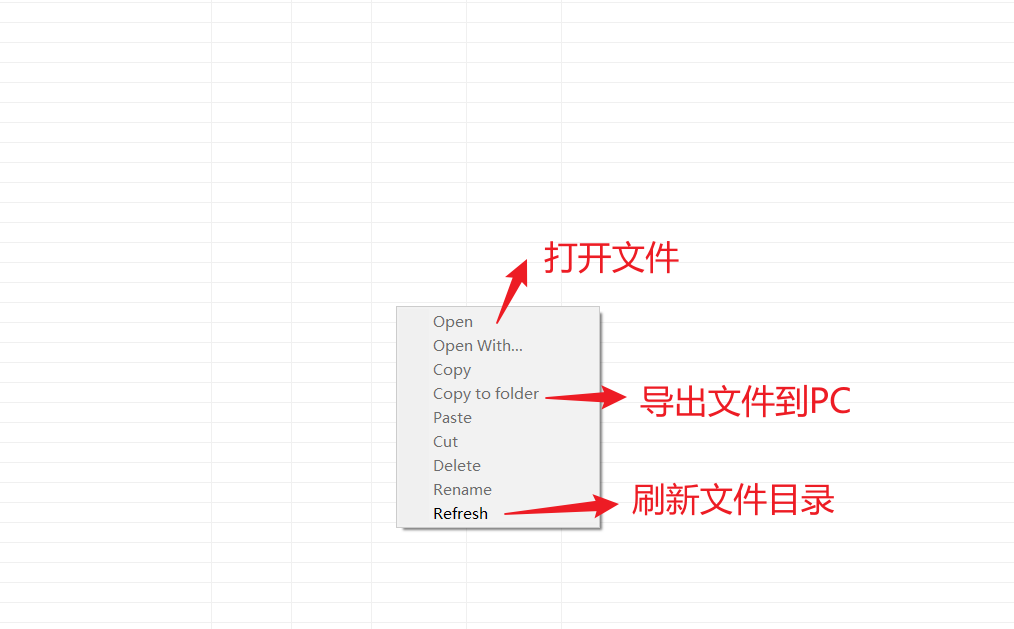 打开文件
Open
Open With...
Copy
Copy to folder
导出文件到PC
Paste
Cut
Delete
Rename
Refresh
刷新文件目录